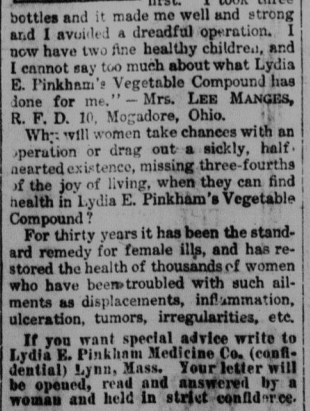 first. I took three
bottles and it made me well and strong
and I avoided a dreadful operation. I
now have two fine healthy children, and
I cannot say too much about what Lydia
E. Pinkham's Vegetable Compound has
done for me." — Mrs. LEE MANGES,
R. F. D. 10, Mogadore, Ohio.
Why will women take chances with an
operation or drag out a sickly, half-
hearted existence, missing three-fourths
of the joy of living, when they can find
health in Lydia E. Pinkham's Vegetable
Compound?
For thirty years it has been the stand-
ard remedy for female ills, and has re-
stored the health of thousands of women
who have been troubled with such ail-
ments as displacements, inflammation,
ulceration, tumors, irregularities, etc.
If you want special advice write to
Lydia E. Pinkham Medicine Co. (confi-
dential) Lynn, Mass. Your letter will
be opened, read and answered by a
woman and held in strict confidence.